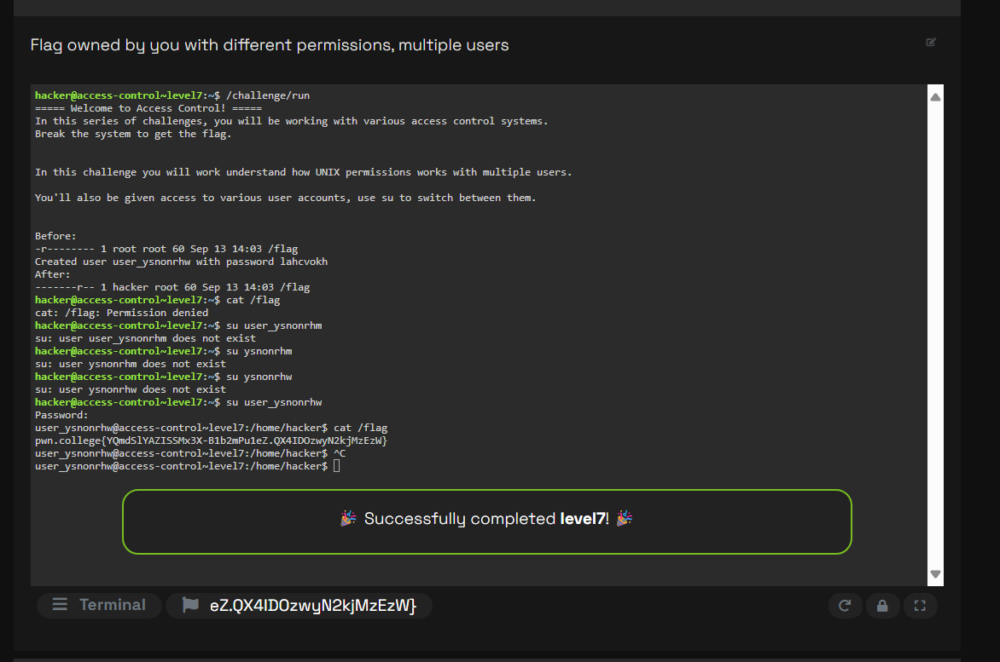 Flag owned by you with different permissions, multiple users
hacker@access-control~level7:~$ /challenge/run
===== Welcome to Access Control! =====
In this series of challenges, you will be working with various access control systems.
Break the system to get the flag.
In this challenge you will work understand how UNIX permissions works with multiple users.
You'll also be given access to various user accounts, use su to switch between them.
Before:
-r-------- 1 root root 60 Sep 13 14:03 /flag
Created user user_ysnonrhw with password lahcvokh
After:
-------r-- 1 hacker root 60 Sep 13 14:03 /flag
hacker@access-control~level7:~$ cat /flag
cat: /flag: Permission denied
hacker@access-control~level7:~$ su user_ysnonrhm
su: user user_ysnonrhm does not exist
hacker@access-control~level7:~$ su ysnonrhm
su: user ysnonrhm does not exist
hacker@access-control~level7:~$ su ysnonrhw
su: user ysnonrhw does not exist
hacker@access-control~level7:~$ su user_ysnonrhw
Password:
user_ysnonrhw@access-control~level7:/home/hacker$ cat /flag
pwn.college{YQmdSlYAZISSMx3X-B1b2mPu1eZ.QX4IDOzwyN2kjMzEzW}
user_ysnonrhw@access-control~level7:/home/hacker$ ^C
user_ysnonrhw@access-control~level7:/home/hacker$
🎉 Successfully completed level7! 🎉
Terminal
eZ.QX4IDOzwyN2kjMzEzW}